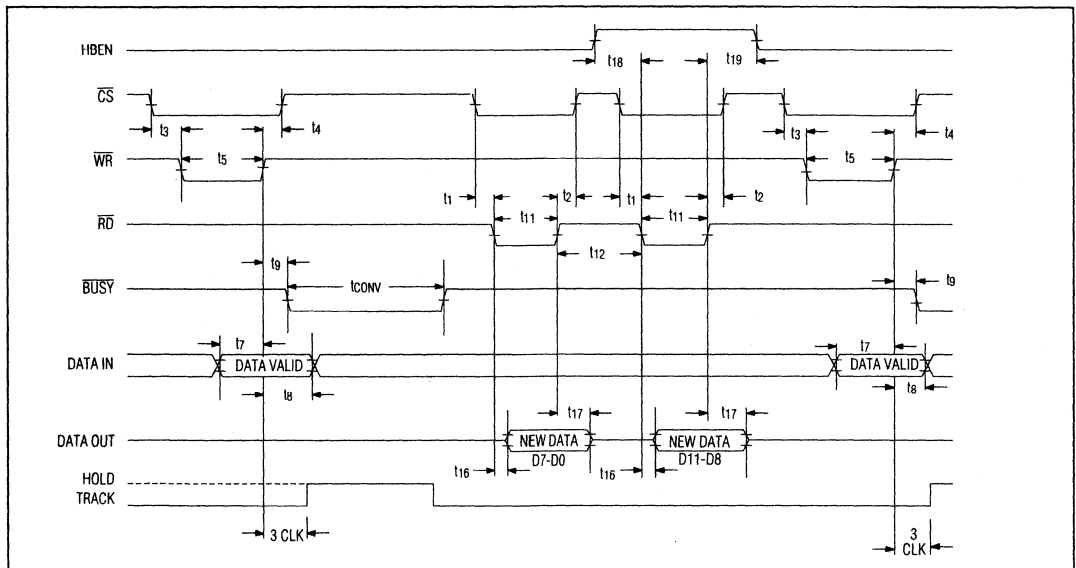 HBEN
t18 t19
CS
t3 t4 t3 t4
WR
t5 t5
t1 t2 t1 t2
RD
t11 t11
t12
t9 t9
BUSY
tCONV
t7 t7
DATA IN DATA VALID DATA VALID
t8 t8
t17 t17
DATA OUT NEW DATA NEW DATA
D7-D0 D11-D8
t16 t16
HOLD
TRACK
3 CLK 3
CLK